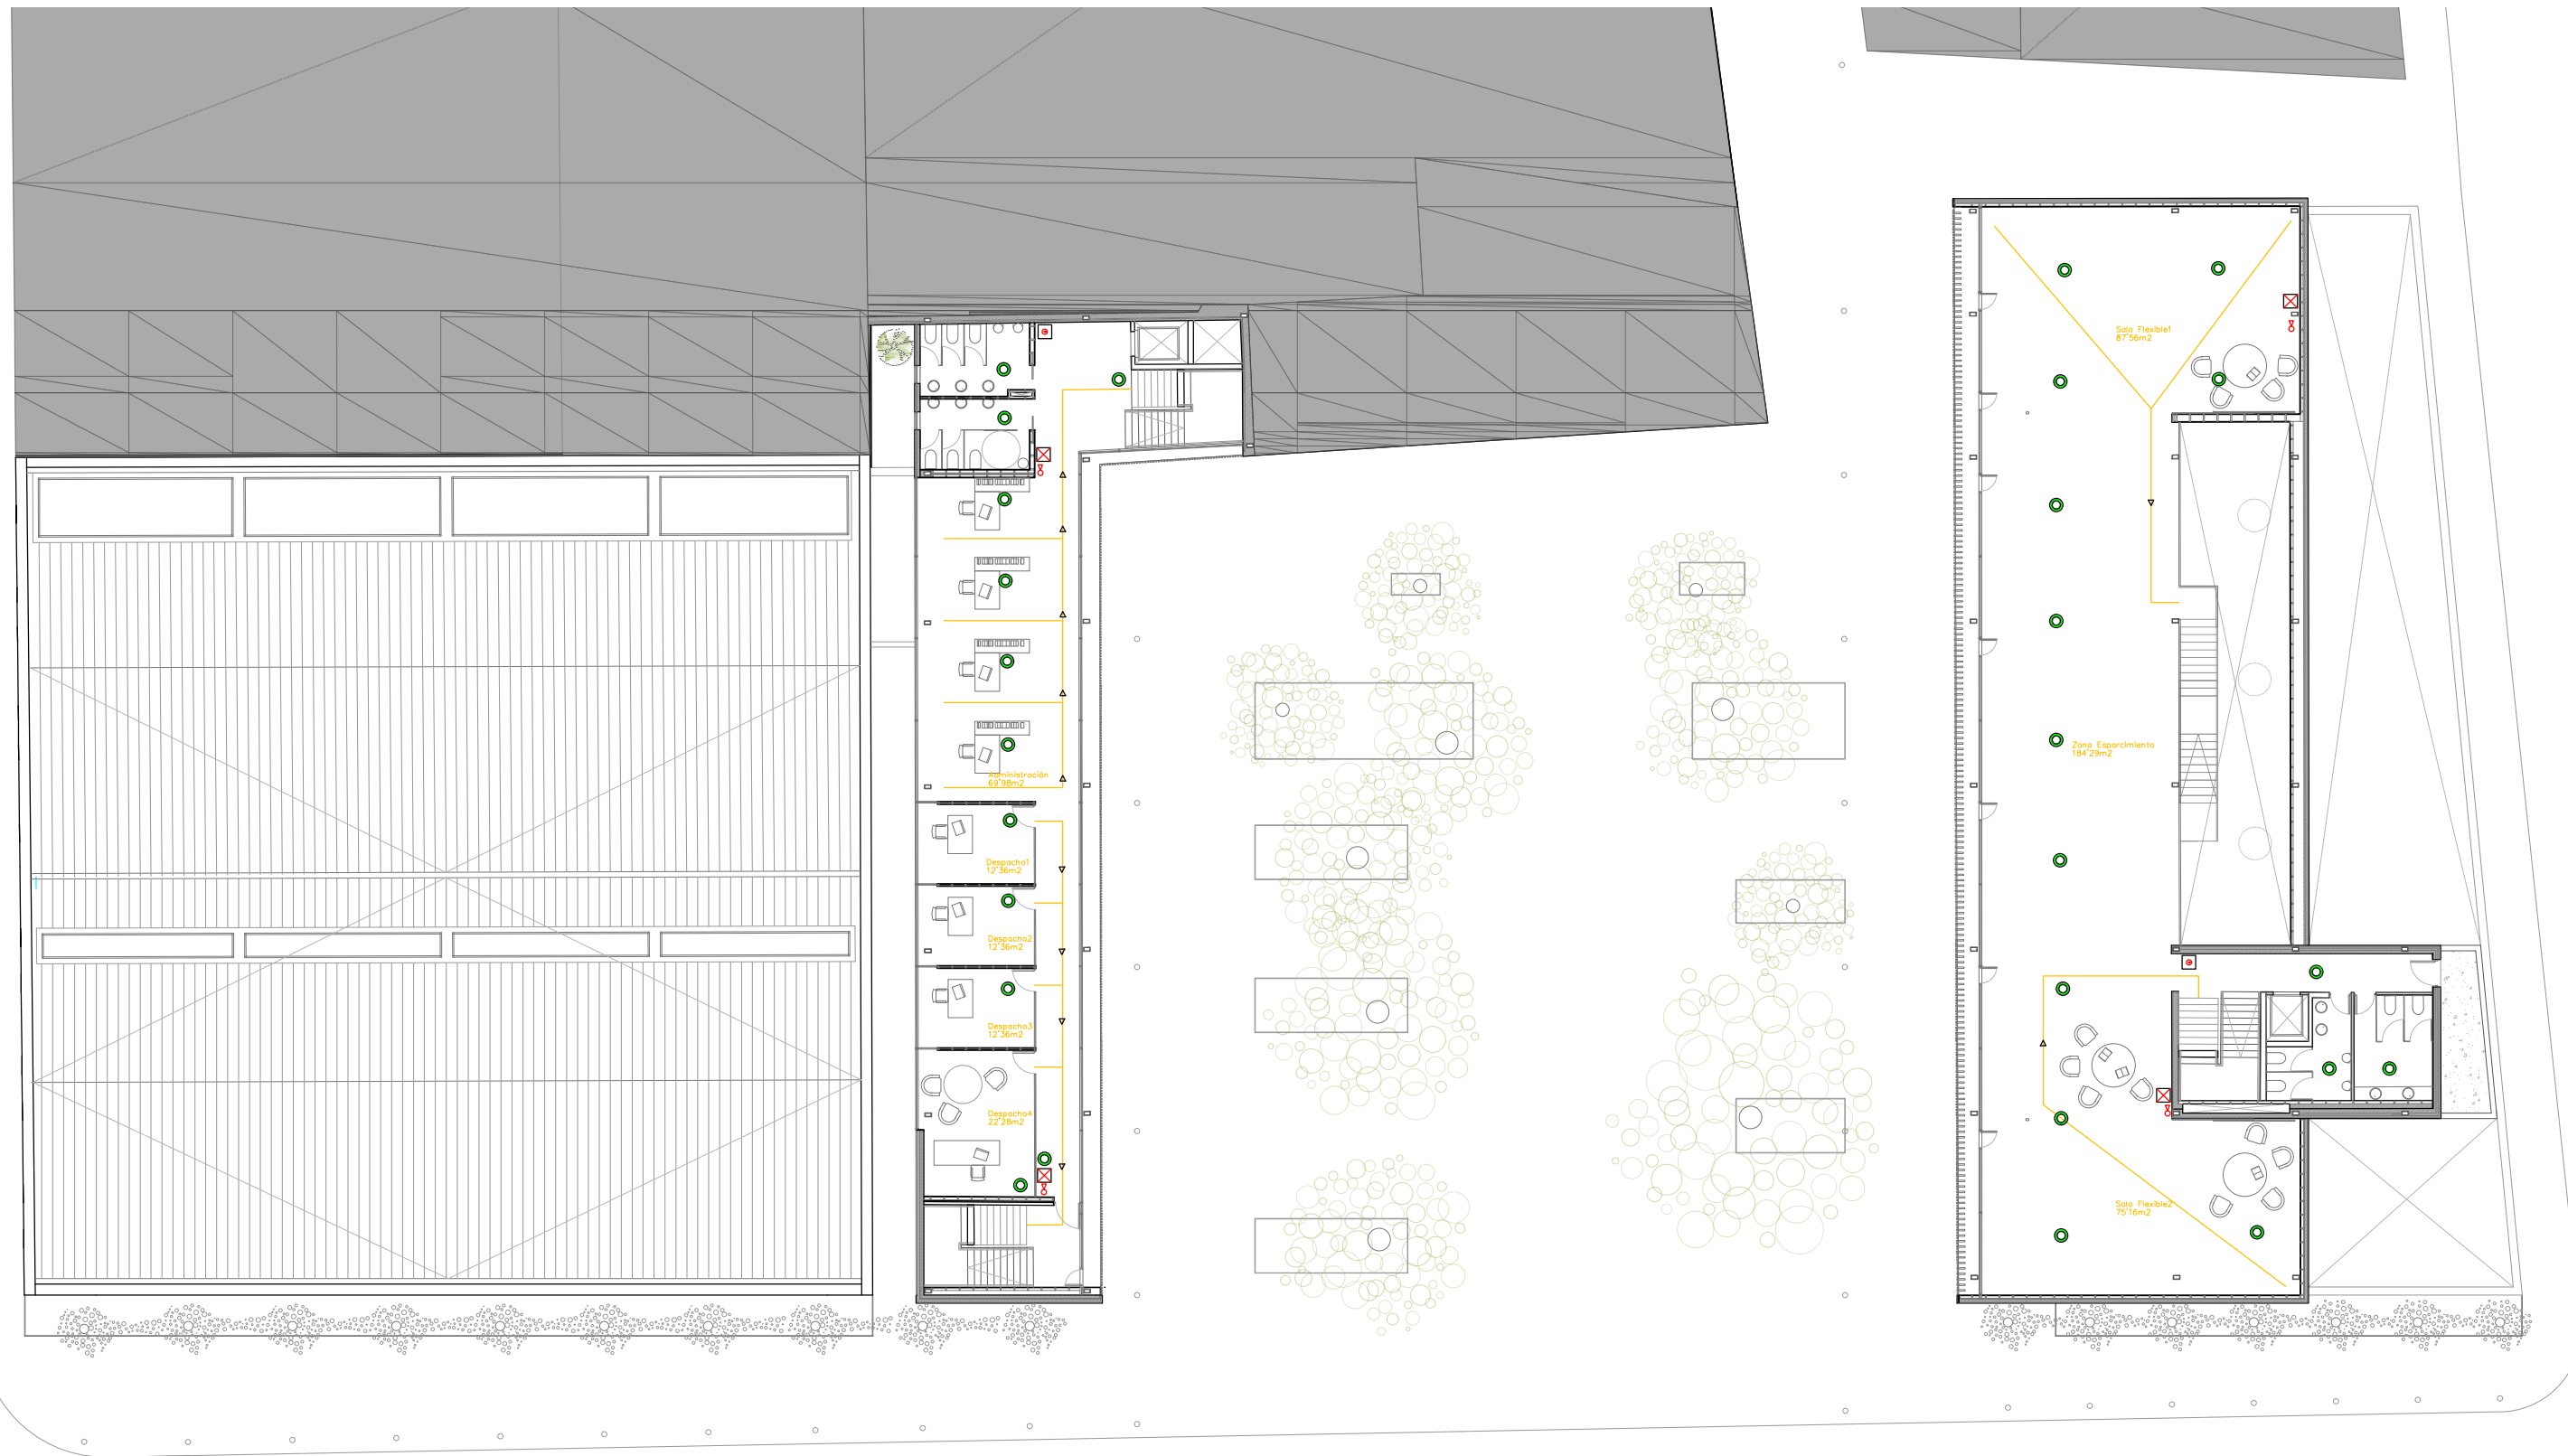 Sala Flexible1
87'56m2
Zona Esparcimiento
184'29m2
Administración
69'98m2
Despacho1
12'36m2
Despacho2
12'36m2
Despacho3
12'36m2
Despacho4
22'28m2
Sala Flexible2
75'16m2